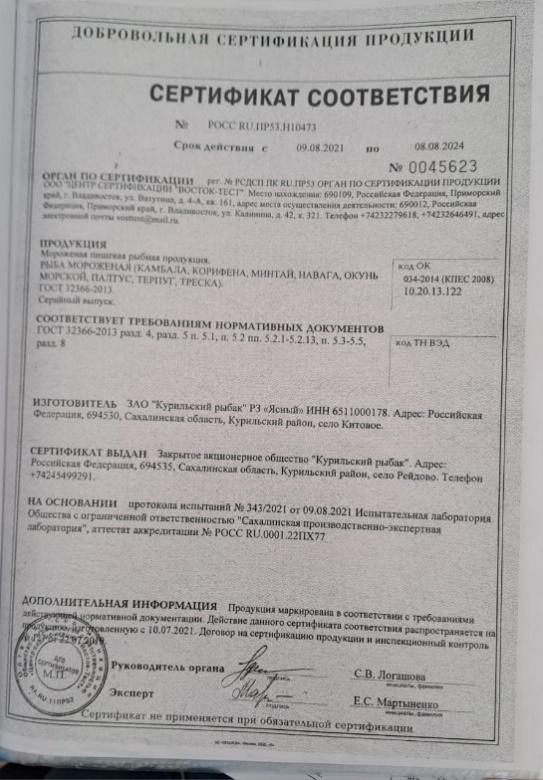 ДОБРОВОЛЬНАЯ СЕРТИФИКАЦИЯ ПРОДУКЦИИ
СЕРТИФИКАТ СООТВЕТСТВИЯ
№ РОСС RU.ПР53.Н10473
Срок действия с 09.08.2021 по 08.08.2024
№ 0045623
ОРГАН ПО СЕРТИФИКАЦИИ рег. № РСДСП ПК RU.ПР53 ОРГАН ПО СЕРТИФИКАЦИИ ПРОДУКЦИИ
ООО "ЦЕНТР СЕРТИФИКАЦИИ "ВОСТОК-ТЕСТ". Место нахождения: 690109, Российская Федерация, Приморский
край, г. Владивосток, ул. Ватутина, д. 4-А, кв. 161, адрес места осуществления деятельности: 690012, Российская
Федерация, Приморский край, г. Владивосток, ул. Калинина, д. 42, к. 321. Телефон +74232279618, +74232646491, адрес
электронной почты vosttest@mail.ru.
ПРОДУКЦИЯ
Мороженая пищевая рыбная продукция.
РЫБА МОРОЖЕНАЯ (КАМБАЛА, КОРИФЕНА, МИНТАЙ, НАВАГА, ОКУНЬ
МОРСКОЙ, ПАЛТУС, ТЕРПУГ, ТРЕСКА).
ГОСТ 32366-2013.
Серийный выпуск.
код ОК
034-2014 (КПЕС 2008)
10.20.13.122
СООТВЕТСТВУЕТ ТРЕБОВАНИЯМ НОРМАТИВНЫХ ДОКУМЕНТОВ
ГОСТ 32366-2013 разд. 4, разд. 5 п. 5.1, п. 5.2 пп. 5.2.1-5.2.13, п. 5.3-5.5,
разд. 8
код ТН ВЭД
ИЗГОТОВИТЕЛЬ ЗАО "Курильский рыбак" РЗ «Ясный» ИНН 6511000178. Адрес: Российская
Федерация, 694530, Сахалинская область, Курильский район, село Китовое.
СЕРТИФИКАТ ВЫДАН Закрытое акционерное общество "Курильский рыбак". Адрес:
Российская Федерация, 694535, Сахалинская область, Курильский район, село Рейдово. Телефон
+74245499291.
НА ОСНОВАНИИ протокола испытаний № 343/2021 от 09.08.2021 Испытательная лаборатория
Общества с ограниченной ответственностью "Сахалинская производственно-экспертная
лаборатория", аттестат аккредитации № РОСС RU.0001.22ПХ77
ДОПОЛНИТЕЛЬНАЯ ИНФОРМАЦИЯ Продукция маркирована в соответствии с требованиями
действующей нормативной документации. Действие данного сертификата соответствия распространяется на
продукцию, изготовленную с 10.07.2021. Договор на сертификацию продукции и инспекционный контроль
ДЛЯ
СЕРТИФИКАТОВ
М.П.
RA.RU.11ПР53
Руководитель органа
подпись
С.В. Логашова
инициалы, фамилия
Эксперт
подпись
Е.С. Мартыненко
инициалы, фамилия
Сертификат не применяется при обязательной сертификации